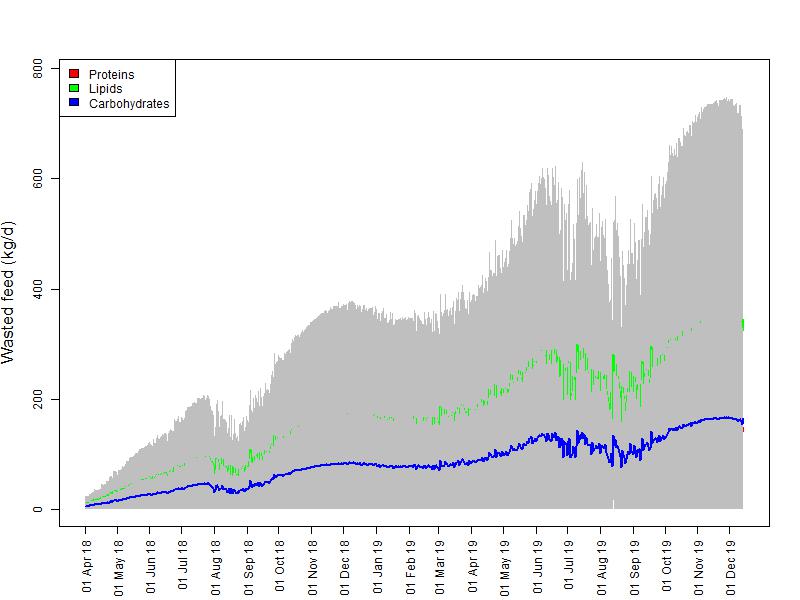 Proteins
Lipids
Carbohydrates
Wasted feed (kg/d)
800
600
400
200
0
01 Apr 18
01 May 18
01 Jun 18
01 Jul 18
01 Aug 18
01 Sep 18
01 Oct 18
01 Nov 18
01 Dec 18
01 Jan 19
01 Feb 19
01 Mar 19
01 Apr 19
01 May 19
01 Jun 19
01 Jul 19
01 Aug 19
01 Sep 19
01 Oct 19
01 Nov 19
01 Dec 19